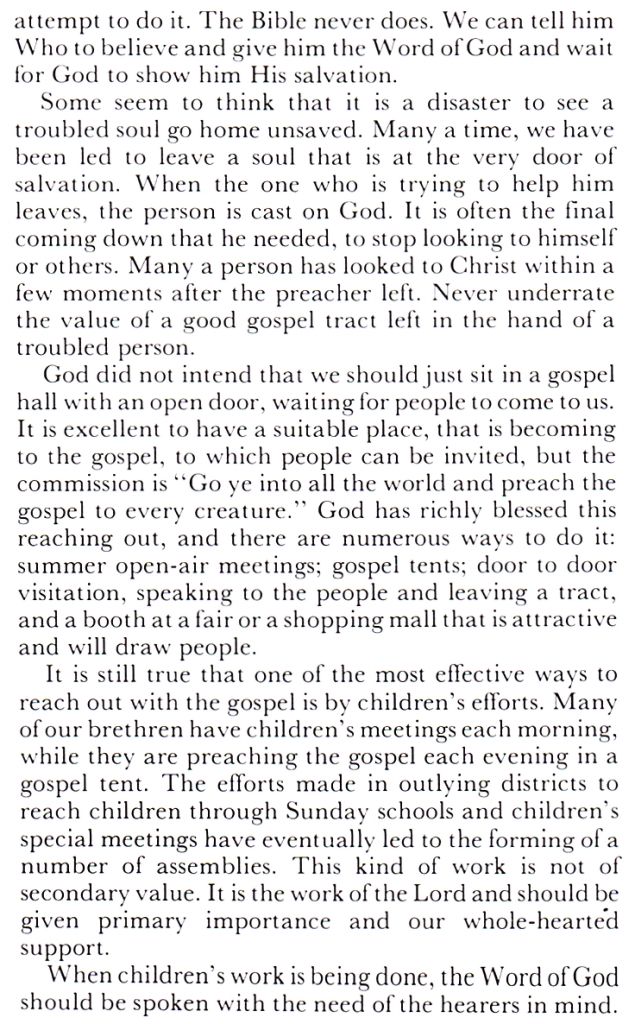 attempt to do it. The Bible never does. We can tell him
Who to believe and give him the Word of God and wait
for God to show him His salvation.
Some seem to think that it is a disaster to see a
troubled soul go home unsaved. Many a time, we have
been led to leave a soul that is at the very door of
salvation. When the one who is trying to help him
leaves, the person is cast on God. It is often the final
coming down that he needed, to stop looking to himself
or others. Many a person has looked to Christ within a
few moments after the preacher left. Never underrate
the value of a good gospel tract left in the hand of a
troubled person.
God did not intend that we should just sit in a gospel
hall with an open door, waiting for people to come to us.
It is excellent to have a suitable place, that is becoming
to the gospel, to which people can be invited, but the
commission is "Go ye into all the world and preach the
gospel to every creature." God has richly blessed this
reaching out, and there are numerous ways to do it:
summer open-air meetings; gospel tents; door to door
visitation, speaking to the people and leaving a tract,
and a booth at a fair or a shopping mall that is attractive
and will draw people.
It is still true that one of the most effective ways to
reach out with the gospel is by children's efforts. Many
of our brethren have children's meetings each morning,
while they are preaching the gospel each evening in a
gospel tent. The efforts made in outlying districts to
reach children through Sunday schools and children's
special meetings have eventually led to the forming of a
number of assemblies. This kind of work is not of
secondary value. It is the work of the Lord and should be
given primary importance and our whole-hearted
support.
When children's work is being done, the Word of God
should be spoken with the need of the hearers in mind.